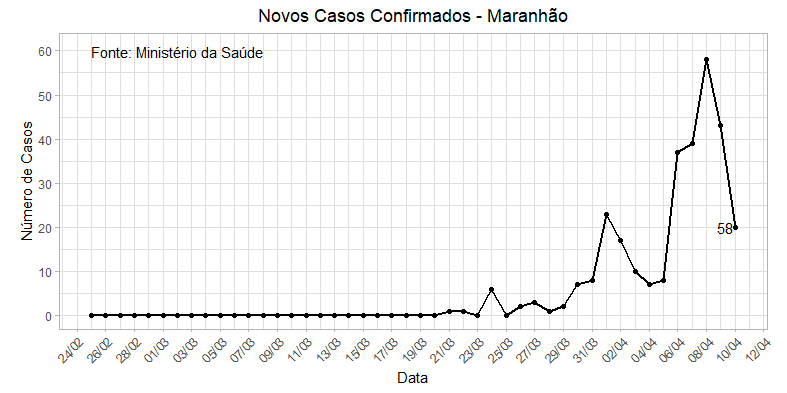 Novos Casos Confirmados - Maranhão
Fonte: Ministério da Saúde
Número de Casos
60
50
40
30
20
10
0
58
24/02 26/02 28/02 01/03 03/03 05/03 07/03 09/03 11/03 13/03 15/03 17/03 19/03 21/03 23/03 25/03 27/03 29/03 31/03 02/04 04/04 06/04 08/04 10/04 12/04
Data